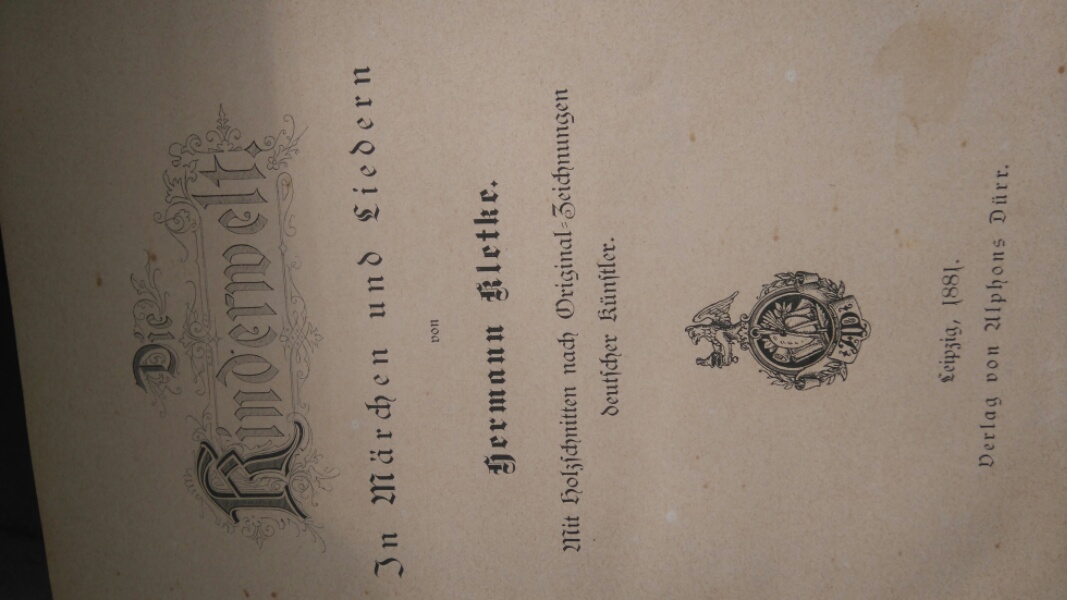 Die
Kinderwelt.
In Märchen und Liedern
von
Hermann Kletke.
Mit Holzschnitten nach Original-Zeichnungen
deutscher Künstler.
Leipzig, 1881.
Verlag von Alphons Dürr.